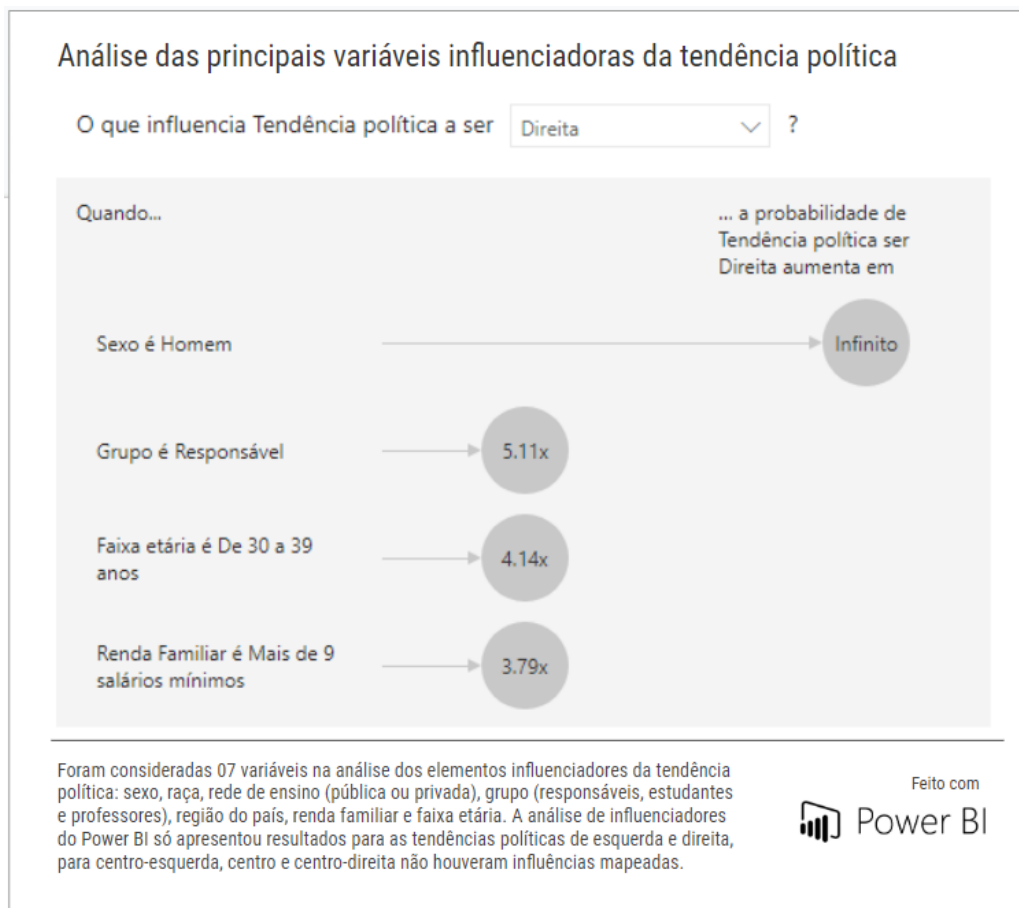 Análise das principais variáveis influenciadoras da tendência política
O que influencia Tendência política a ser Direita ?
Quando...
... a probabilidade de
Tendência política ser
Direita aumenta em
Sexo é Homem
Infinito
Grupo é Responsável
5.11x
Faixa etária é De 30 a 39
anos
4.14x
Renda Familiar é Mais de 9
salários mínimos
3.79x
Foram consideradas 07 variáveis na análise dos elementos influenciadores da tendência
política: sexo, raça, rede de ensino (pública ou privada), grupo (responsáveis, estudantes
e professores), região do país, renda familiar e faixa etária. A análise de influenciadores
do Power BI só apresentou resultados para as tendências políticas de esquerda e direita,
para centro-esquerda, centro e centro-direita não houveram influências mapeadas.
Feito com
Power BI